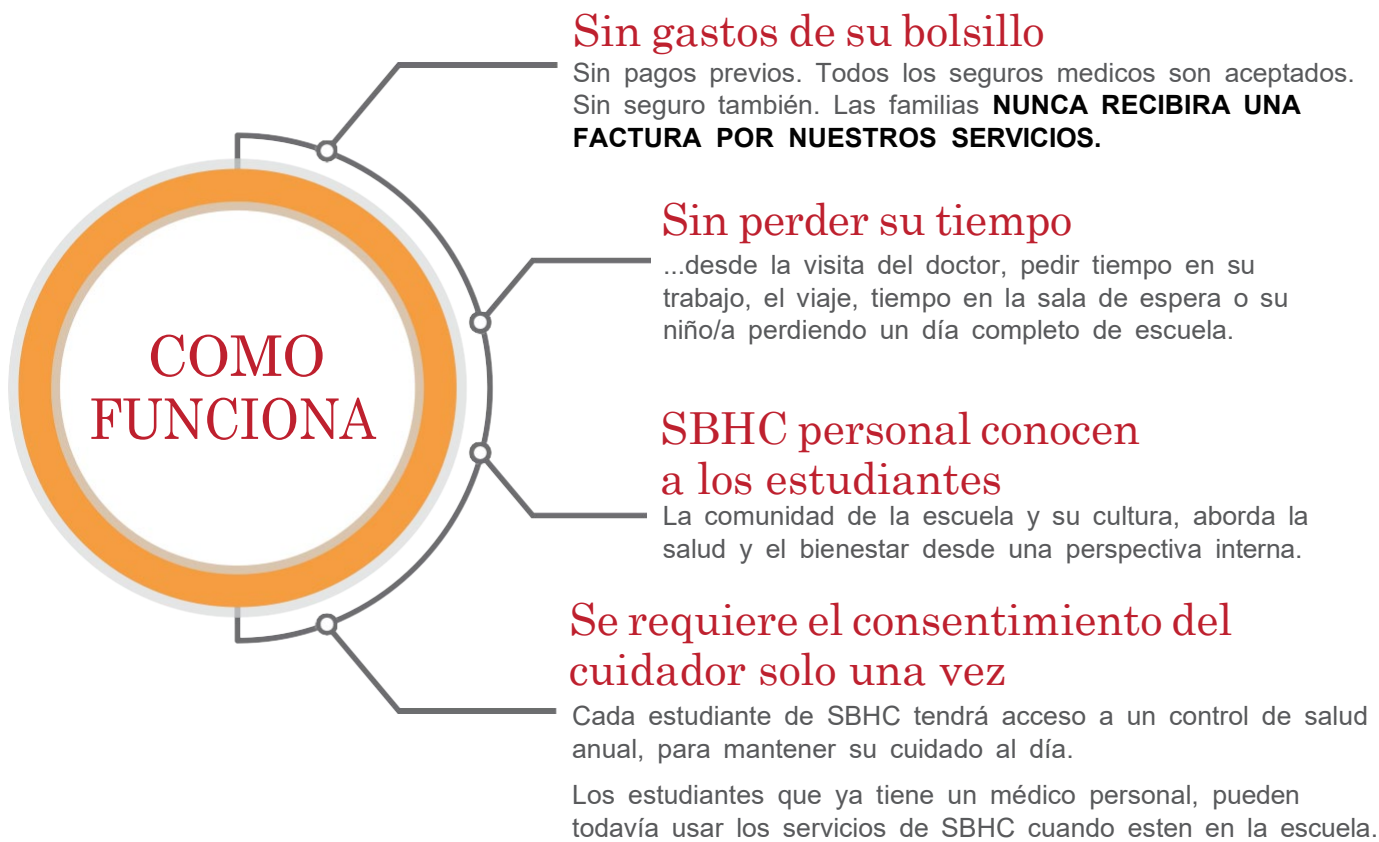 COMO
FUNCIONA
Sin gastos de su bolsillo
Sin pagos previos. Todos los seguros medicos son aceptados.
Sin seguro también. Las familias NUNCA RECIBIRA UNA
FACTURA POR NUESTROS SERVICIOS.
Sin perder su tiempo
...desde la visita del doctor, pedir tiempo en su
trabajo, el viaje, tiempo en la sala de espera o su
niño/a perdiendo un día completo de escuela.
SBHC personal conocen
a los estudiantes
La comunidad de la escuela y su cultura, aborda la
salud y el bienestar desde una perspectiva interna.
Se requiere el consentimiento del
cuidador solo una vez
Cada estudiante de SBHC tendrá acceso a un control de salud
anual, para mantener su cuidado al día.
Los estudiantes que ya tiene un médico personal, pueden
todavía usar los servicios de SBHC cuando esten en la escuela.